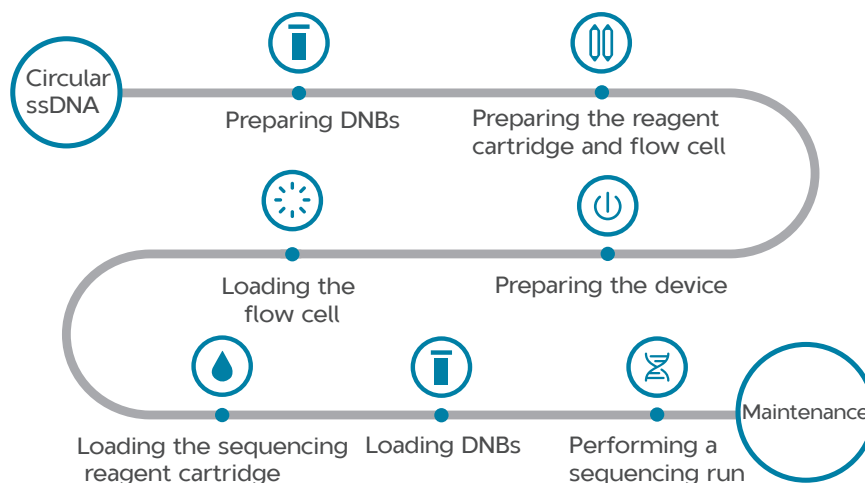 Circular
ssDNA
Preparing DNBs
Preparing the reagent
cartridge and flow cell
Preparing the device
Loading the
flow cell
Loading the sequencing
reagent cartridge
Loading DNBs
Performing a
sequencing run
Maintenance